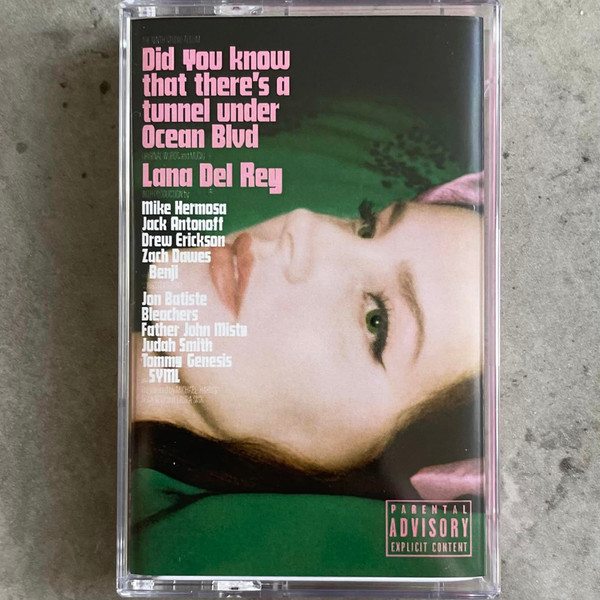 Did You know
that there's a
tunnel under
Ocean Blvd
Lana Del Rey
Mike Hermosa
Jack Antonoff
Drew Erickson
Zach Dawes
Benji
Jon Batiste
Bleachers
Father John Misty
Judah Smith
Tommy Genesis
SYML
PARENTAL
ADVISORY
EXPLICIT CONTENT